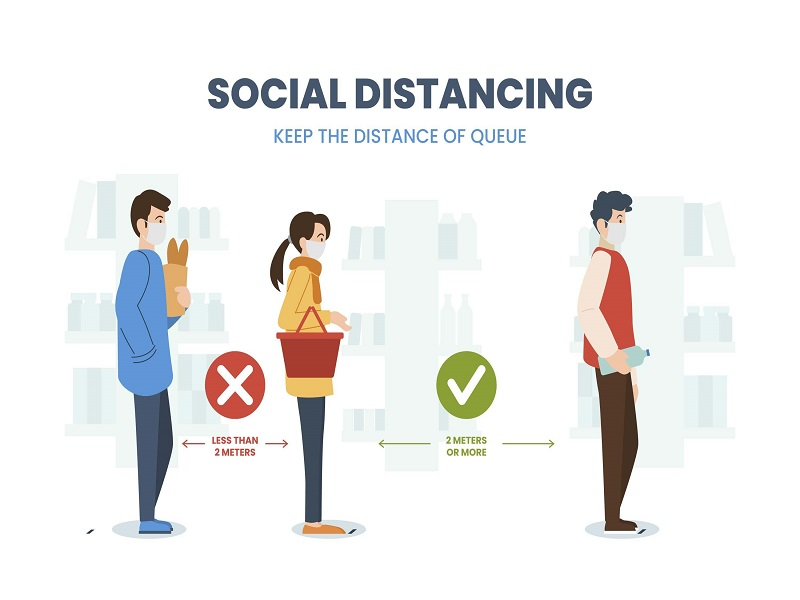 SOCIAL DISTANCING
KEEP THE DISTANCE OF QUEUE
LESS THAN
2 METERS
2 METERS
OR MORE